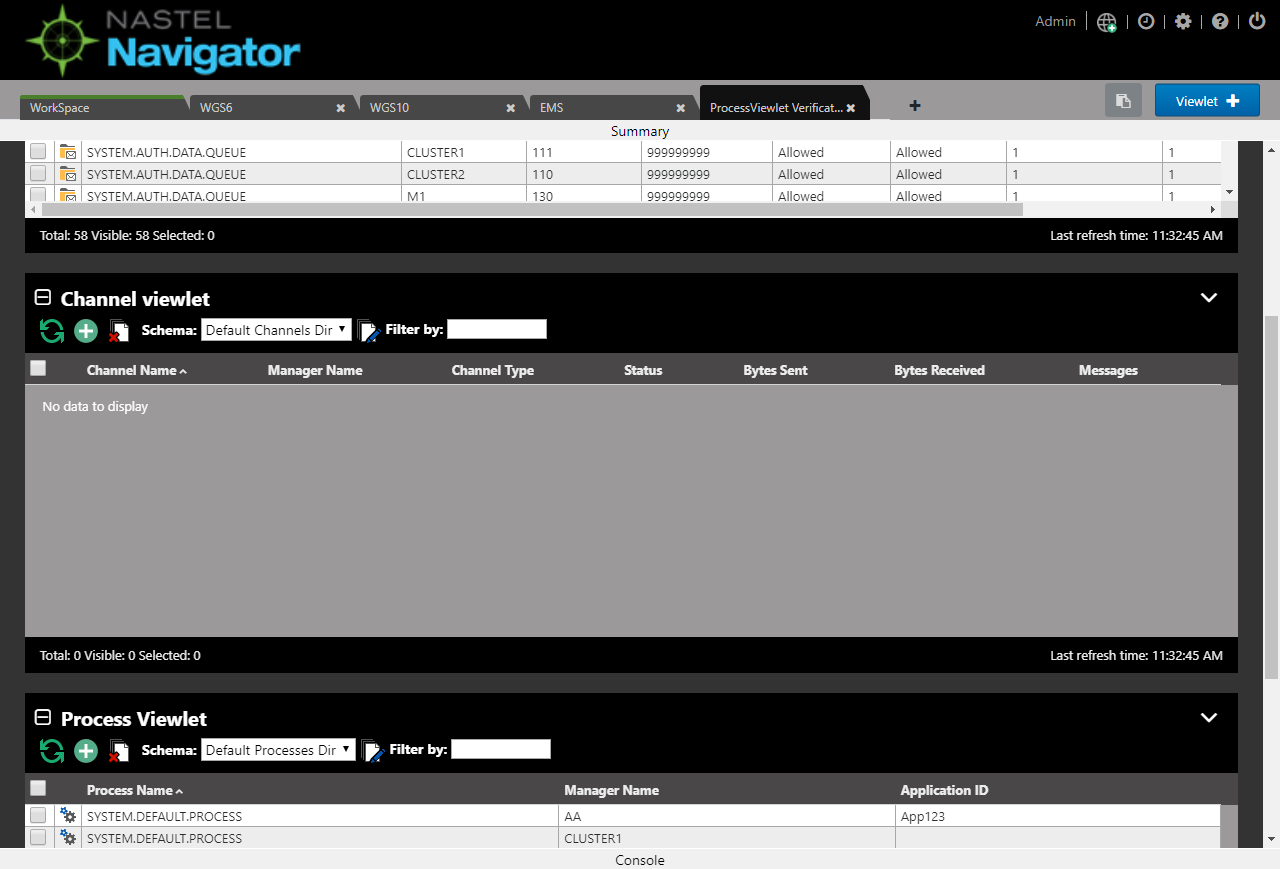 NASTEL
Navigator
Admin
WorkSpace WGS6 WGS10 EMS ProcessViewlet Verificat... Viewlet
Summary
SYSTEM.AUTH.DATA.QUEUE CLUSTER1 111 999999999 Allowed Allowed 1 1
SYSTEM.AUTH.DATA.QUEUE CLUSTER2 110 999999999 Allowed Allowed 1 1
SYSTEM.AUTH.DATA.QUEUE M1 130 999999999 Allowed Allowed 1 1
Total: 58 Visible: 58 Selected: 0 Last refresh time: 11:32:45 AM
Channel viewlet
Schema: Default Channels Dir Filter by:
Channel Name Manager Name Channel Type Status Bytes Sent Bytes Received Messages
No data to display
Total: 0 Visible: 0 Selected: 0 Last refresh time: 11:32:45 AM
Process Viewlet
Schema: Default Processes Dir Filter by:
Process Name Manager Name Application ID
SYSTEM.DEFAULT.PROCESS AA App123
SYSTEM.DEFAULT.PROCESS CLUSTER1
Console